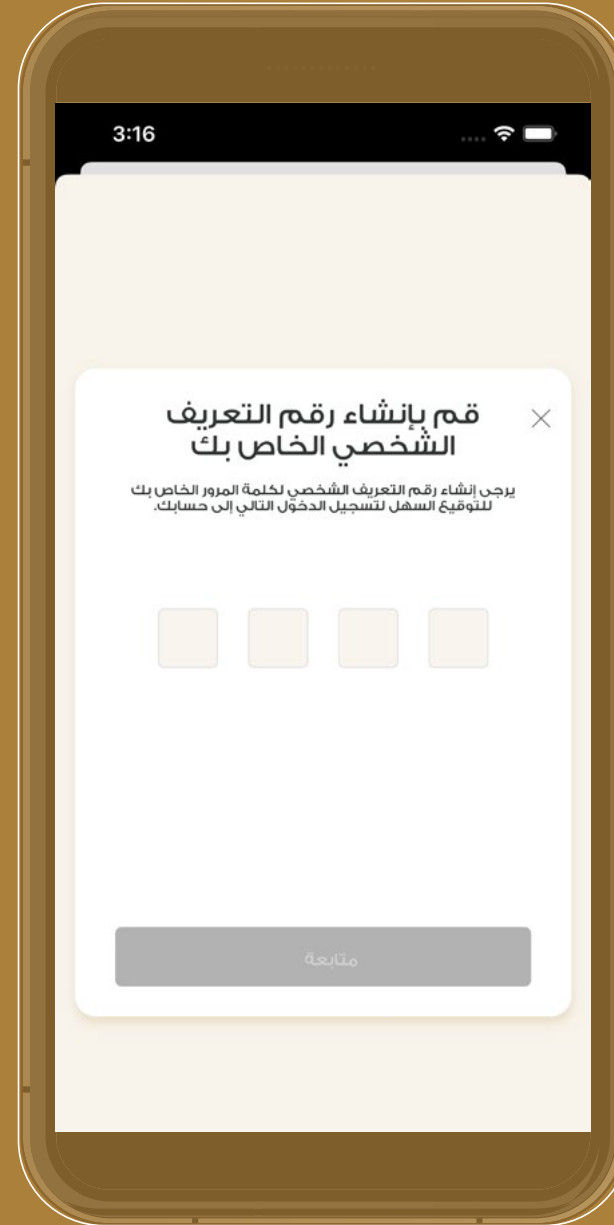 3:16
قم بإنشاء رقم التعريف
الشخصي الخاص بك
يرجى إنشاء رقم التعريف الشخصي لكلمة المرور الخاص بك
للتوقيع السهل لتسجيل الدخول التالي إلى حسابك.
متابعة